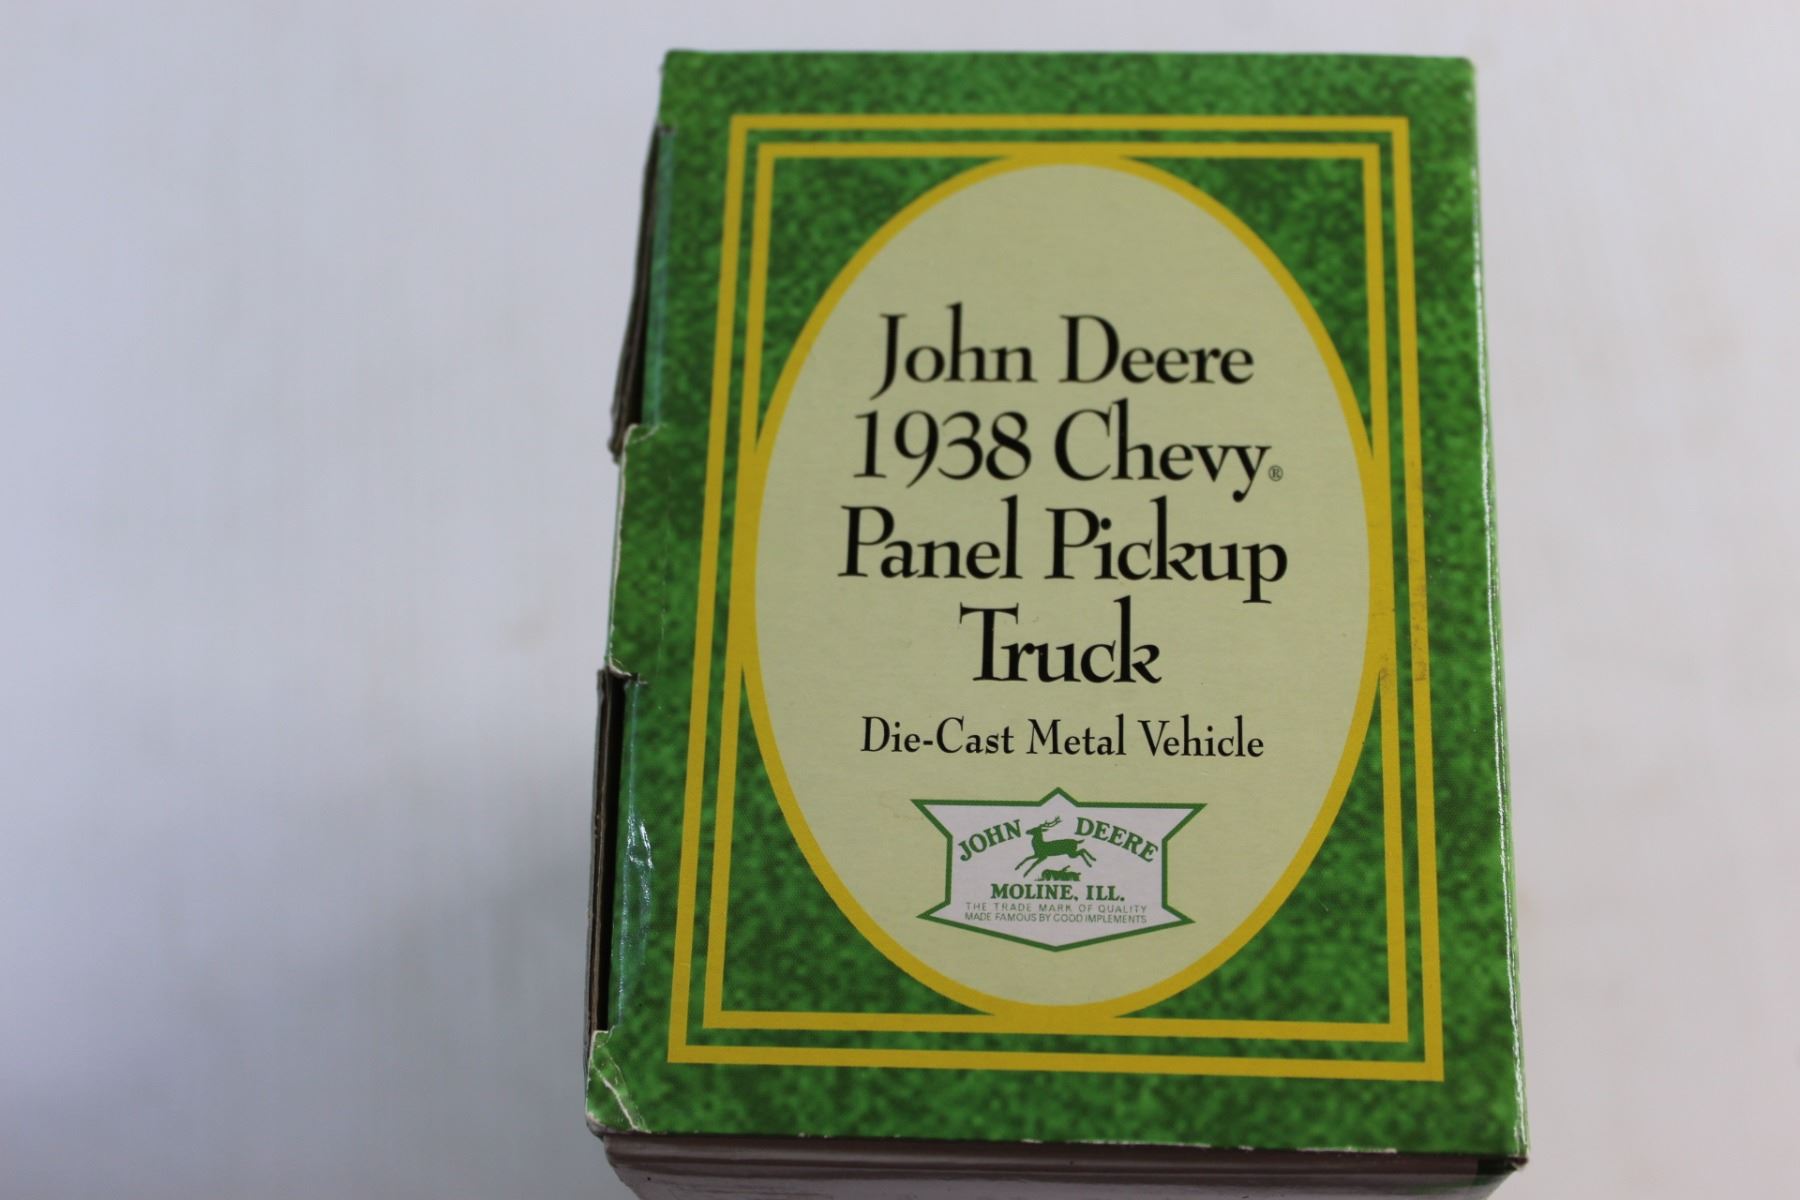 John Deere
1938 Chevy®
Panel Pickup
Truck
Die-Cast Metal Vehicle
JOHN DEERE
MOLINE, ILL.
THE TRADE MARK OF QUALITY
MADE FAMOUS BY GOOD IMPLEMENTS